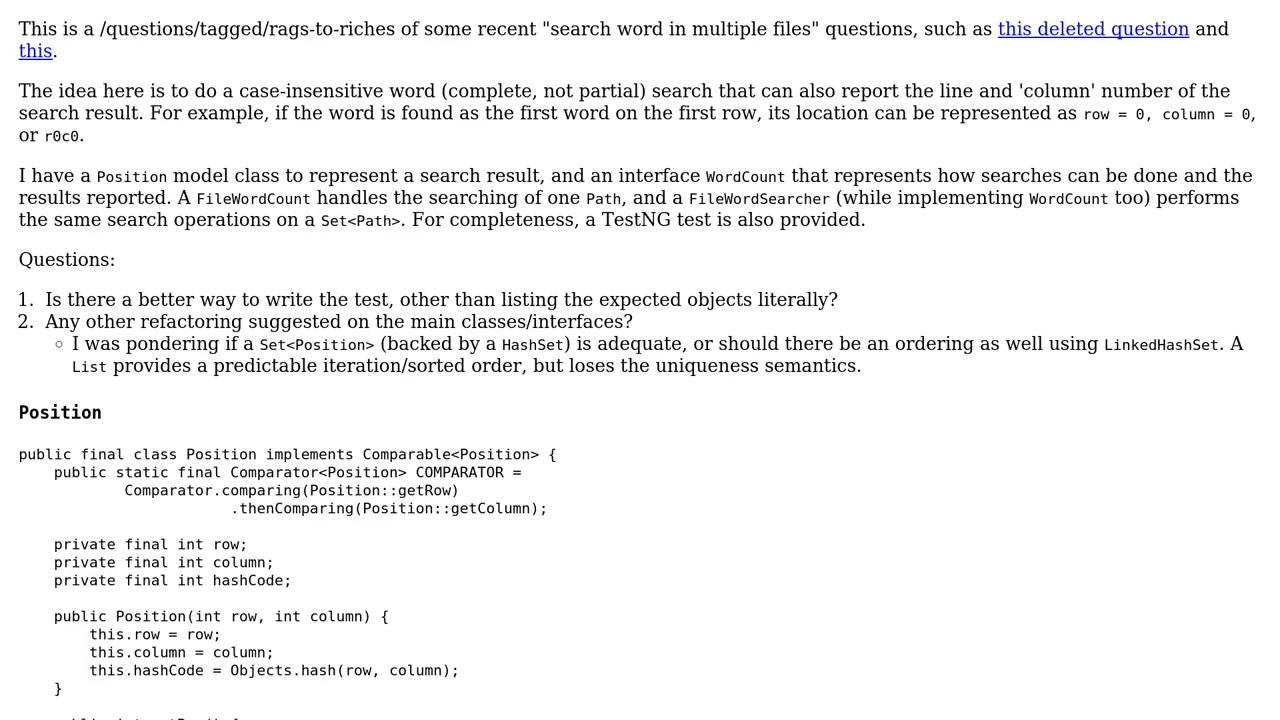 This is a /questions/tagged/rags-to-riches of some recent "search word in multiple files" questions, such as this deleted question and
this.
The idea here is to do a case-insensitive word (complete, not partial) search that can also report the line and 'column' number of the
search result. For example, if the word is found as the first word on the first row, its location can be represented as row = 0, column = 0,
or r0c0.
I have a Position model class to represent a search result, and an interface WordCount that represents how searches can be done and the
results reported. A FileWordCount handles the searching of one Path, and a FileWordSearcher (while implementing WordCount too) performs
the same search operations on a Set<Path>. For completeness, a TestNG test is also provided.
Questions:
1. Is there a better way to write the test, other than listing the expected objects literally?
2. Any other refactoring suggested on the main classes/interfaces?
◦ I was pondering if a Set<Position> (backed by a HashSet) is adequate, or should there be an ordering as well using LinkedHashSet. A
List provides a predictable iteration/sorted order, but loses the uniqueness semantics.
Position
public final class Position implements Comparable<Position> {
    public static final Comparator<Position> COMPARATOR =
            Comparator.comparing(Position::getRow)
                        .thenComparing(Position::getColumn);
    private final int row;
    private final int column;
    private final int hashCode;
    public Position(int row, int column) {
        this.row = row;
        this.column = column;
        this.hashCode = Objects.hash(row, column);
    }